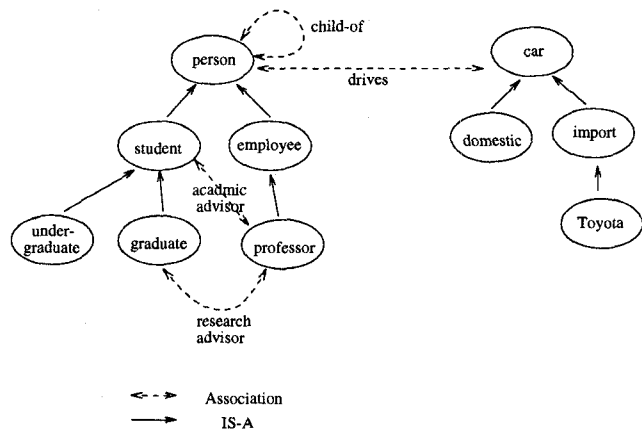 child-of
person
car
drives
student
employee
domestic
import
acadmic
advisor
under-
graduate
graduate
professor
Toyota
research
advisor
Association
IS-A